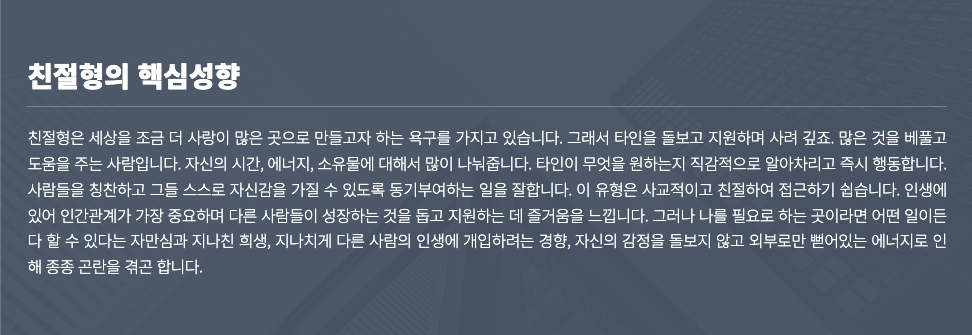 친절형의 핵심성향
친절형은 세상을 조금 더 사랑이 많은 곳으로 만들고자 하는 욕구를 가지고 있습니다. 그래서 타인을 돌보고 지원하며 사려 깊죠. 많은 것을 베풀고
도움을 주는 사람입니다. 자신의 시간, 에너지, 소유물에 대해서 많이 나눠줍니다. 타인이 무엇을 원하는지 직감적으로 알아차리고 즉시 행동합니다.
사람들을 칭찬하고 그들 스스로 자신감을 가질 수 있도록 동기부여하는 일을 잘합니다. 이 유형은 사교적이고 친절하여 접근하기 쉽습니다. 인생에
있어 인간관계가 가장 중요하며 다른 사람들이 성장하는 것을 돕고 지원하는 데 즐거움을 느낍니다. 그러나 나를 필요로 하는 곳이라면 어떤 일이든
다 할 수 있다는 자만심과 지나친 희생, 지나치게 다른 사람의 인생에 개입하려는 경향, 자신의 감정을 돌보지 않고 외부로만 뻗어있는 에너지로 인
해 종종 곤란을 겪곤 합니다.